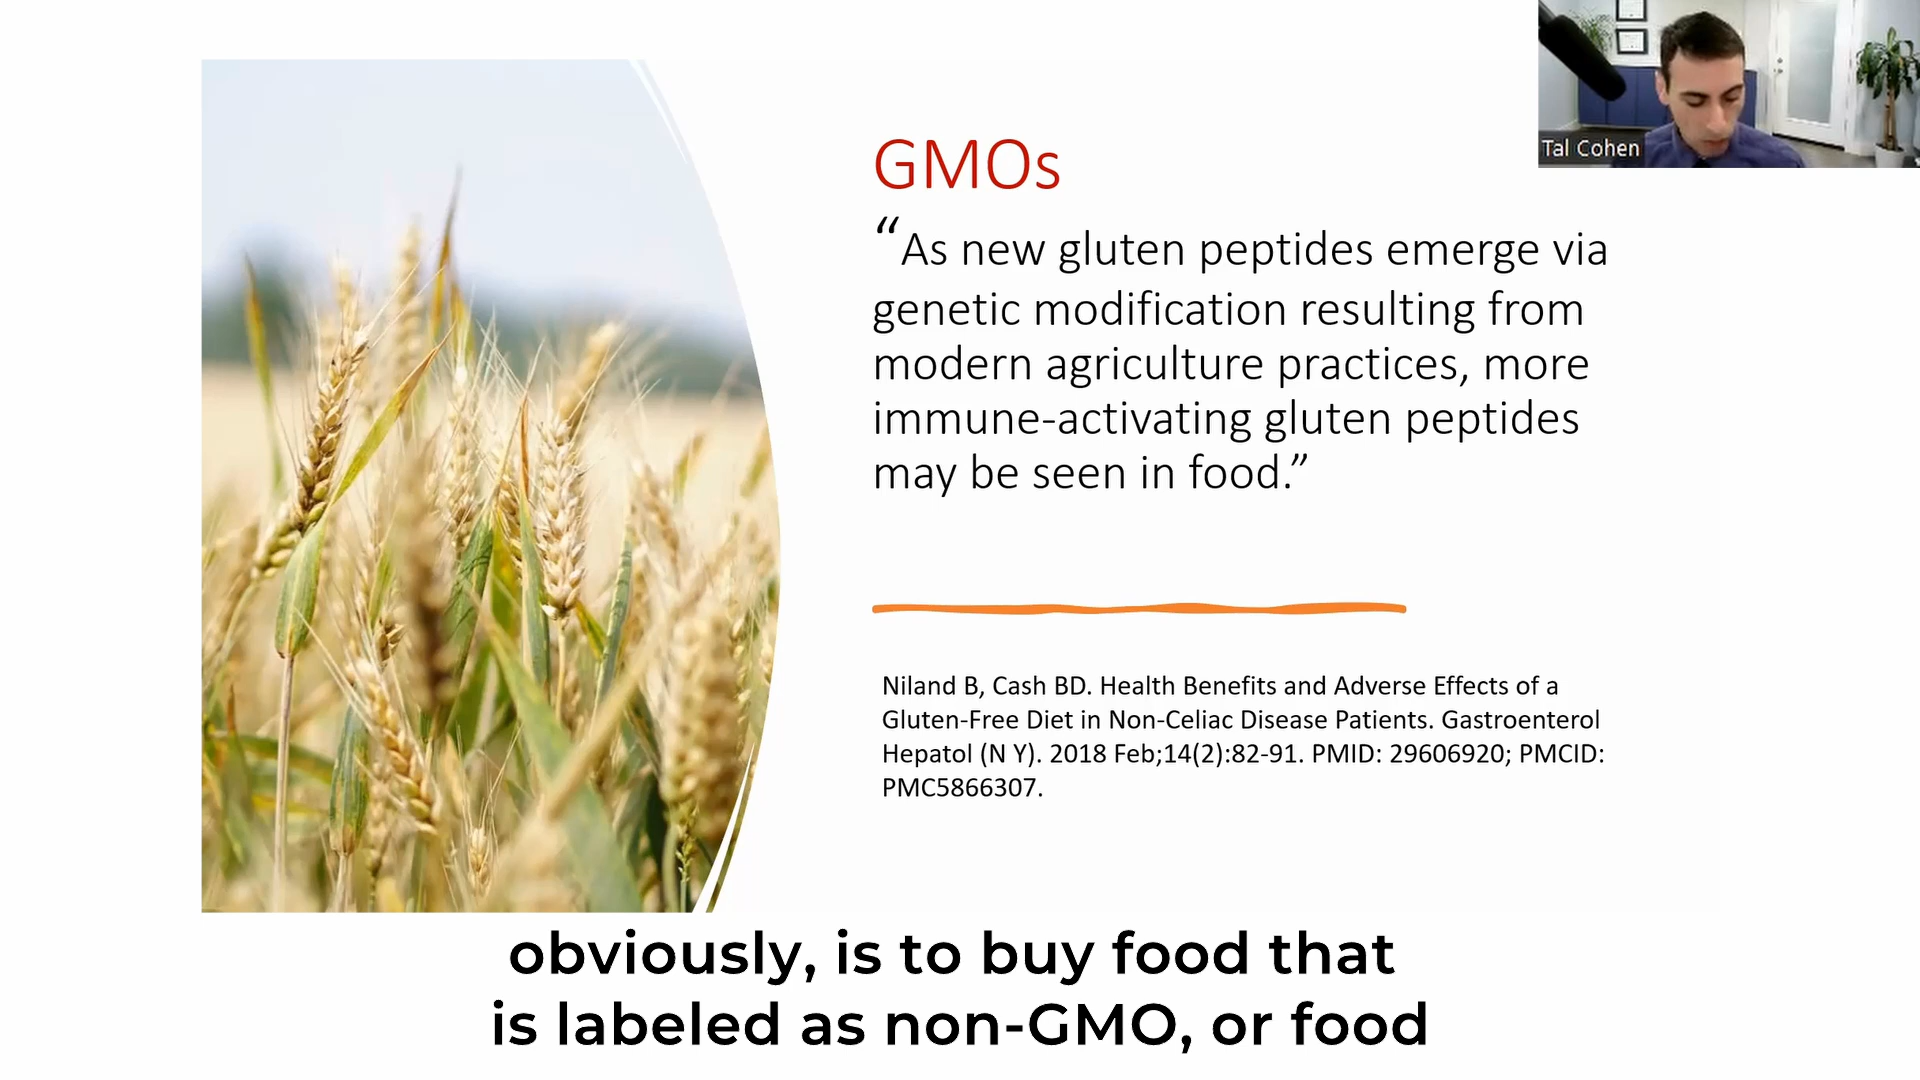 Tal Cohen
GMOs
“As new gluten peptides emerge via
genetic modification resulting from
modern agriculture practices, more
immune-activating gluten peptides
may be seen in food.”
Niland B, Cash BD. Health Benefits and Adverse Effects of a
Gluten-Free Diet in Non-Celiac Disease Patients. Gastroenterol
Hepatol (N Y). 2018 Feb;14(2):82-91. PMID: 29606920; PMCID:
PMC5866307.
obviously, is to buy food that
is labeled as non-GMO, or food